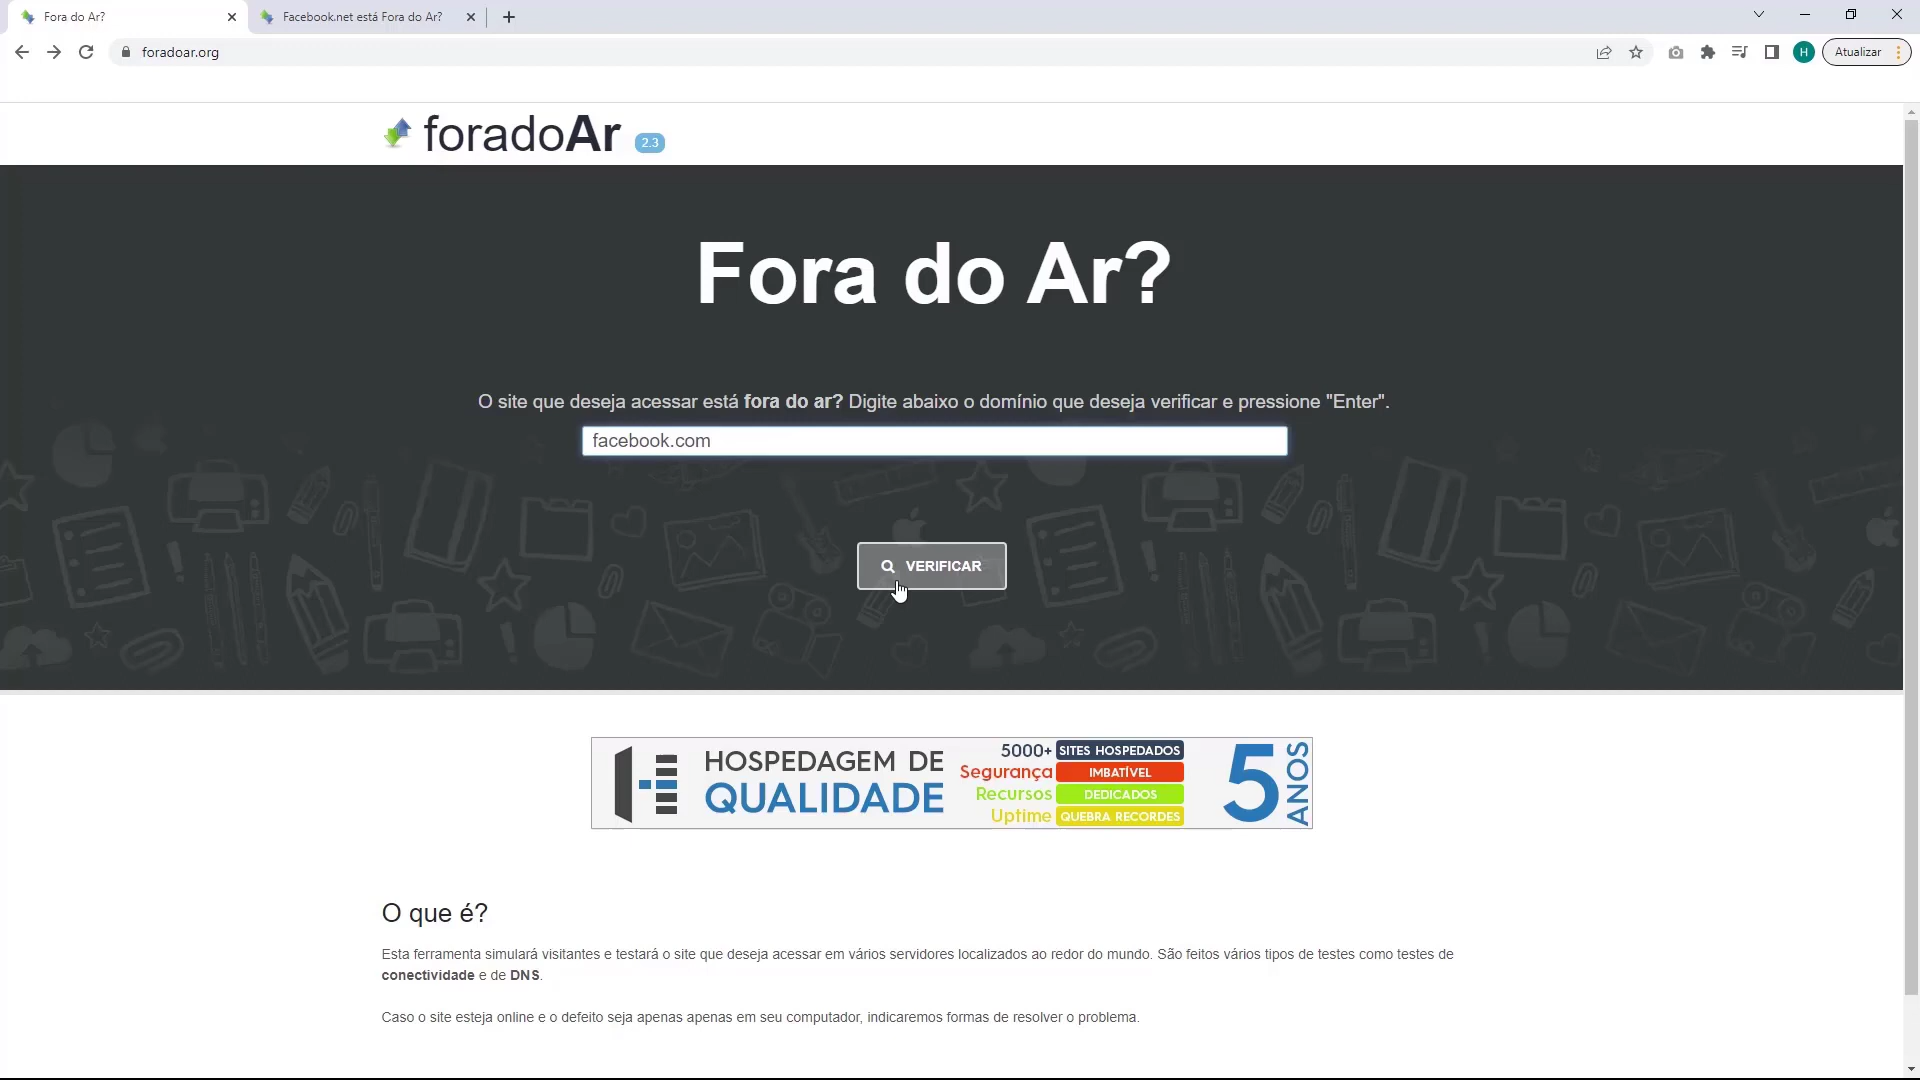 Fora do Ar?
Facebook.net está Fora do Ar?
foradoar.org
H
Atualizar
foradoAr 2.3
Fora do Ar?
O site que deseja acessar está fora do ar? Digite abaixo o domínio que deseja verificar e pressione "Enter".
facebook.com
VERIFICAR
HOSPEDAGEM DE
QUALIDADE
5000+ SITES HOSPEDADOS
Segurança IMBATÍVEL
Recursos DEDICADOS
Uptime QUEBRA RECORDES
5 ANOS
O que é?
Esta ferramenta simulará visitantes e testará o site que deseja acessar em vários servidores localizados ao redor do mundo. São feitos vários tipos de testes como testes de
conectividade e de DNS.
Caso o site esteja online e o defeito seja apenas apenas em seu computador, indicaremos formas de resolver o problema.